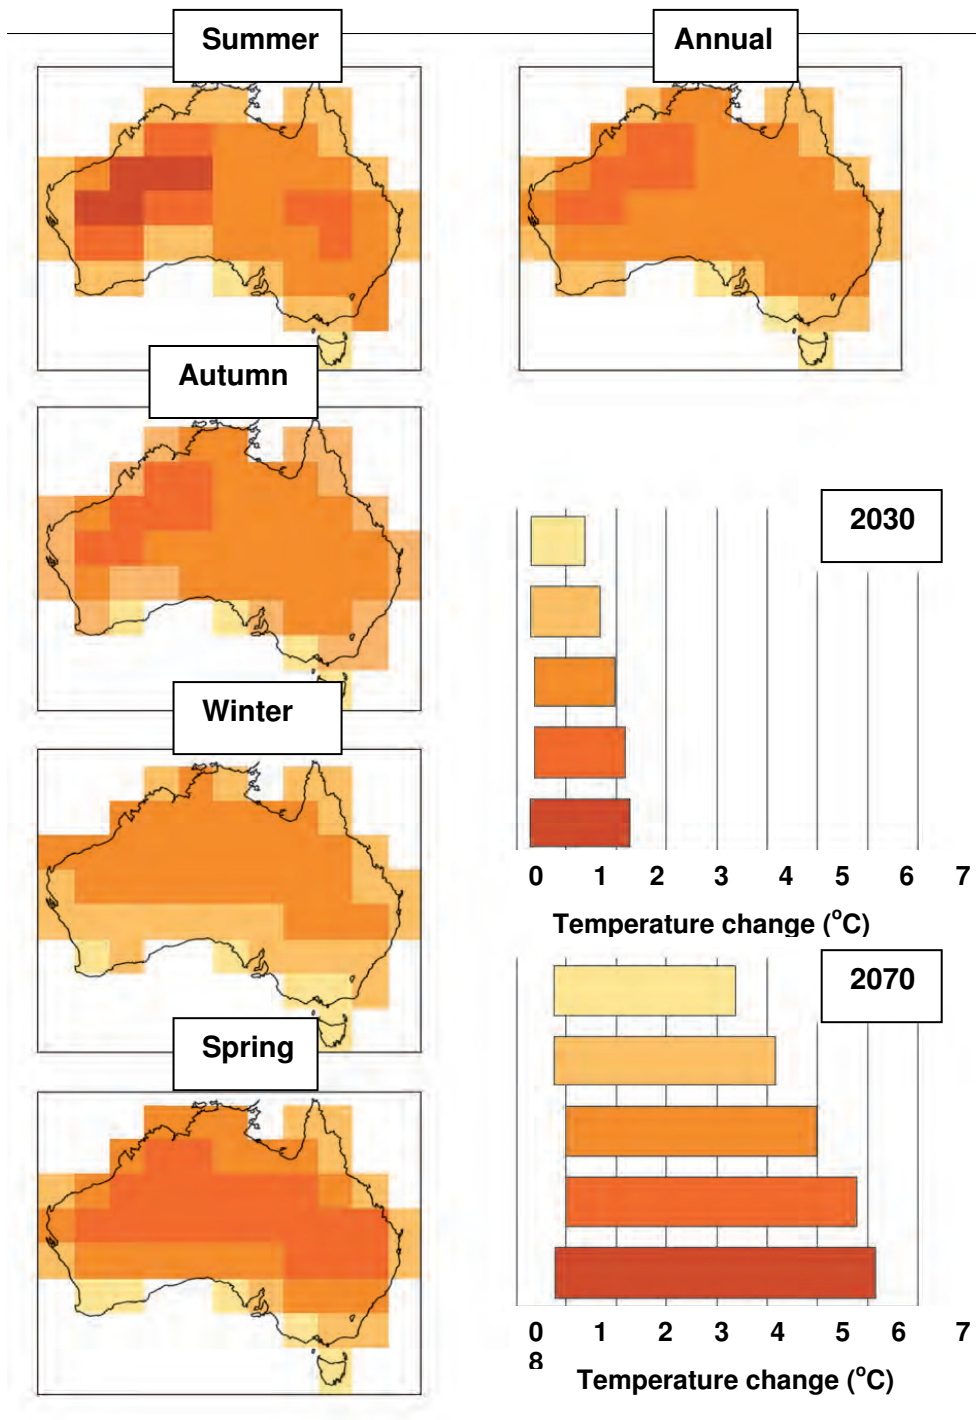 Summer
Annual
Autumn
2030
Winter
0 1 2 3 4 5 6 7
Temperature change (°C)
2070
Spring
0 1 2 3 4 5 6 7
8
Temperature change (°C)